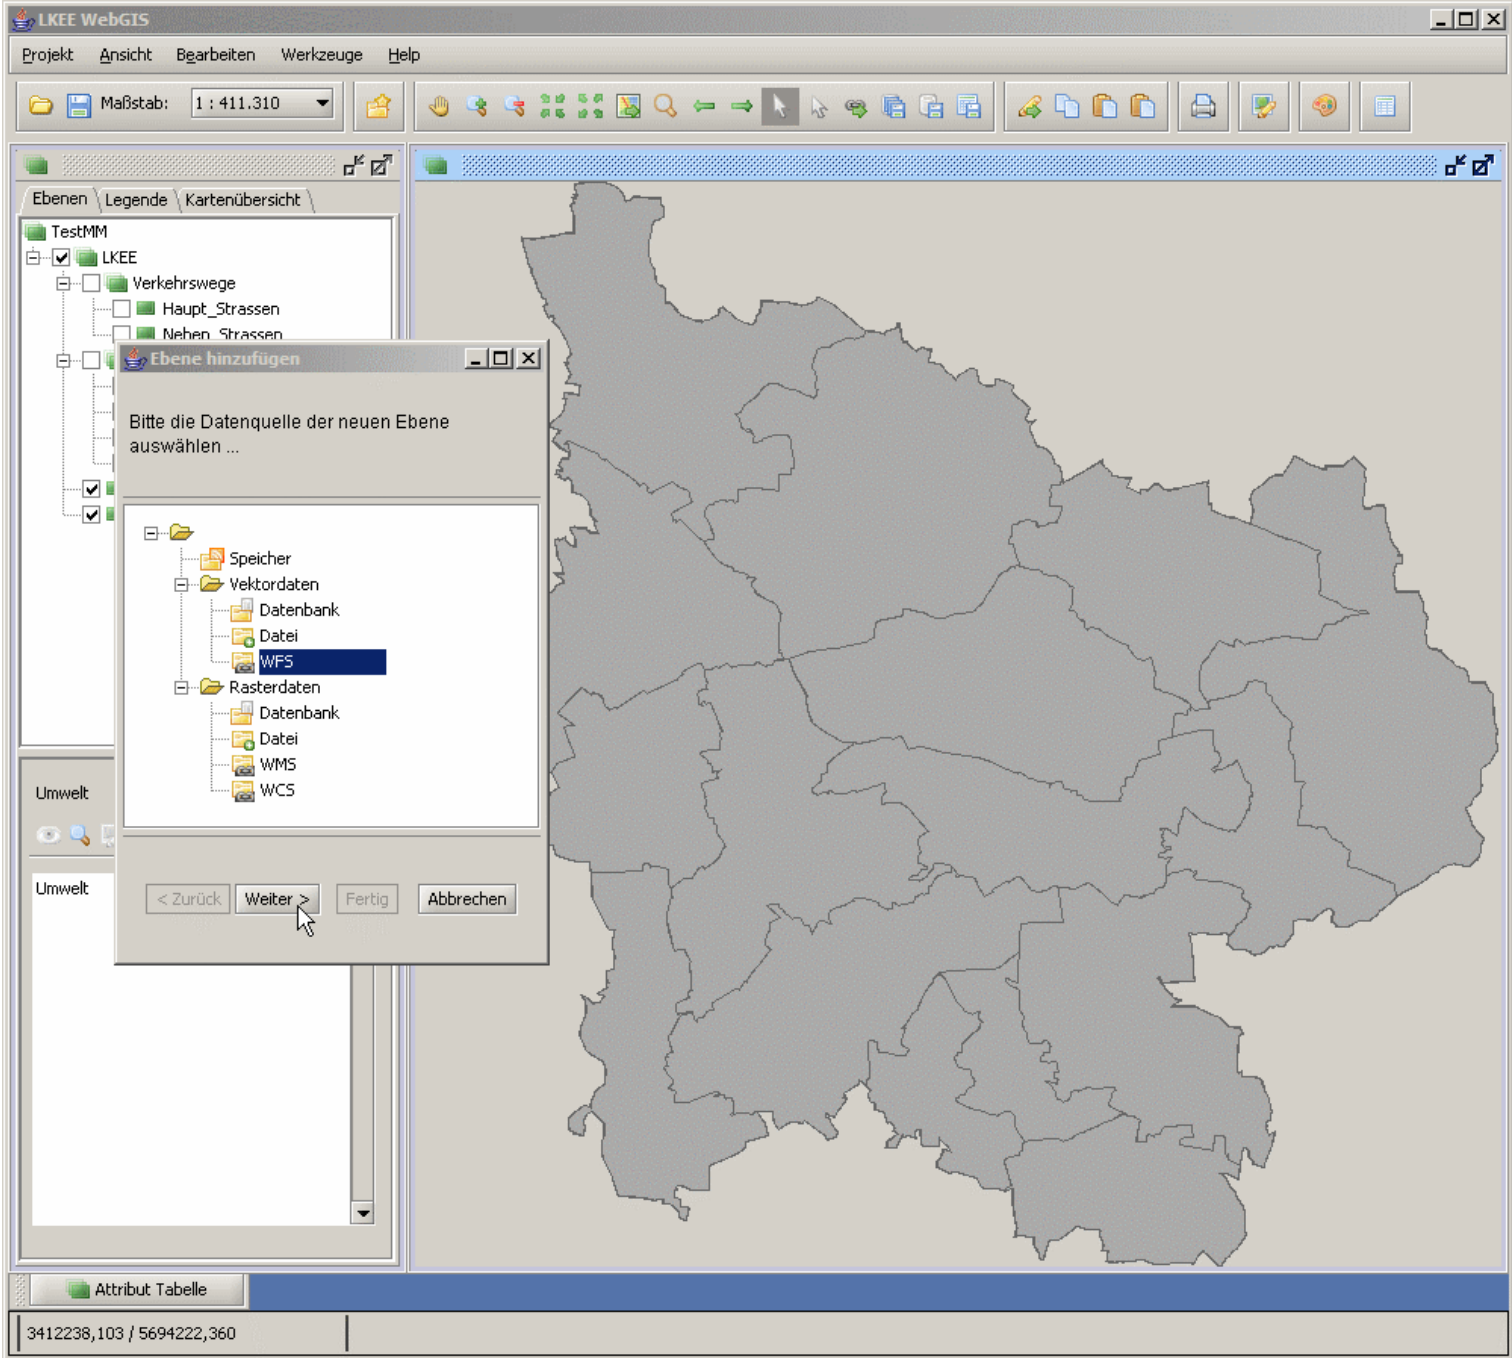 LKEE WebGIS
Projekt Ansicht Bearbeiten Werkzeuge Help
Maßstab: 1 : 411.310
Ebenen Legende Kartenübersicht
TestMM
LKEE
Verkehrswege
Haupt_Strassen
Neben_Strassen
Ebene hinzufügen
Bitte die Datenquelle der neuen Ebene
auswählen ...
Speicher
Vektordaten
Datenbank
Datei
WFS
Rasterdaten
Datenbank
Datei
WMS
WCS
< Zurück Weiter > Fertig Abbrechen
Umwelt
Umwelt
Attribut Tabelle
3412238,103 / 5694222,360